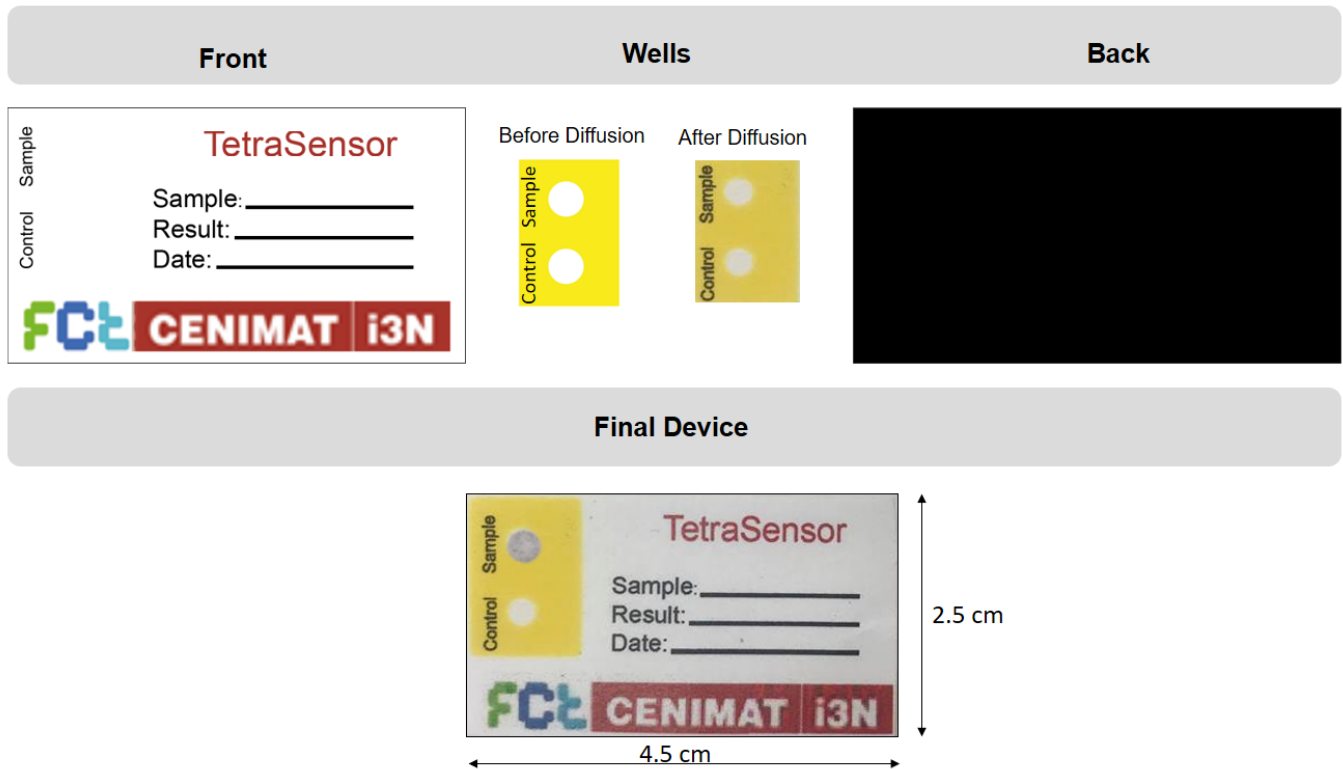 Front
Wells
Back
Sample
Control
TetraSensor
Sample:
Result:
Date:
FCt CENIMAT i3N
Before Diffusion
After Diffusion
Sample
Control
Sample
Control
Final Device
Sample
Control
TetraSensor
Sample:
Result:
Date:
FCt CENIMAT i3N
2.5 cm
4.5 cm